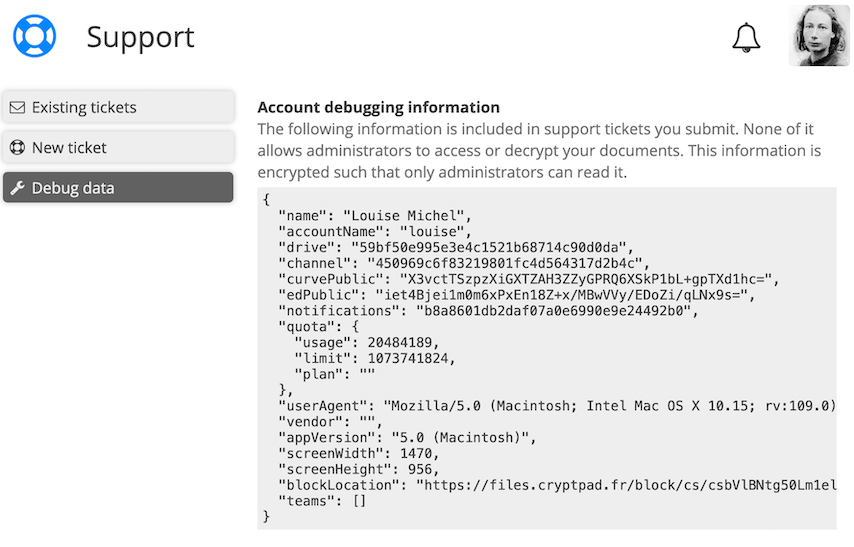 Support
Existing tickets
New ticket
Debug data
Account debugging information
The following information is included in support tickets you submit. None of it
allows administrators to access or decrypt your documents. This information is
encrypted such that only administrators can read it.
{
"name": "Louise Michel",
"accountName": "louise",
"drive": "59bf50e995e3e4c1521b68714c90d0da",
"channel": "450969c6f83219801fc4d564317d2b4c",
"curvePublic": "X3vctTSzpzXiGXTZAH3ZZyGPRQ6XSkP1bL+gpTXd1hc=",
"edPublic": "iet4Bjei1m0m6xPxEn18Z+x/MBwVVy/EDoZi/qLNx9s=",
"notifications": "b8a8601db2daf07a0e6990e9e24492b0",
"quota": {
"usage": 20484189,
"limit": 1073741824,
"plan": ""
},
"userAgent": "Mozilla/5.0 (Macintosh; Intel Mac OS X 10.15; rv:109.0)
"vendor": "",
"appVersion": "5.0 (Macintosh)",
"screenWidth": 1470,
"screenHeight": 956,
"blockLocation": "https://files.cryptpad.fr/block/cs/csbVlBNtg50Lm1el
"teams": []
}